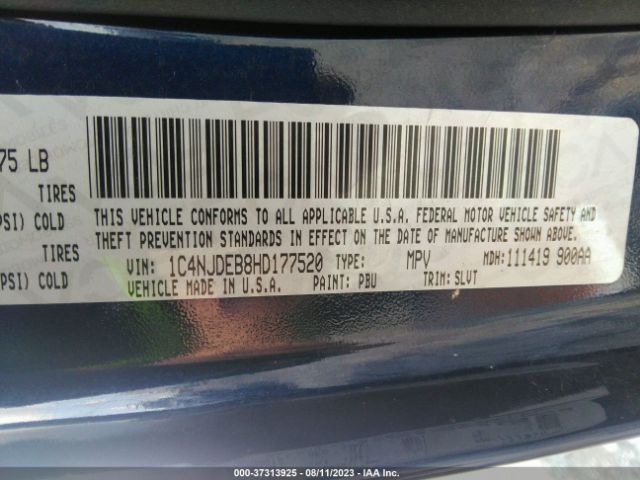 75 LB
TIRES
PSI) COLD
TIRES
PSI) COLD
THIS VEHICLE CONFORMS TO ALL APPLICABLE U.S.A. FEDERAL MOTOR VEHICLE SAFETY AND
THEFT PREVENTION STANDARDS IN EFFECT ON THE DATE OF MANUFACTURE SHOWN ABOVE.
VIN: 1C4NJDEB8HD177520 TYPE: MPV MDH:111419 900AA
VEHICLE MADE IN U.S.A. PAINT: PBU TRIM: SLVT
000-37313925 - 08/11/2023 - IAA Inc.